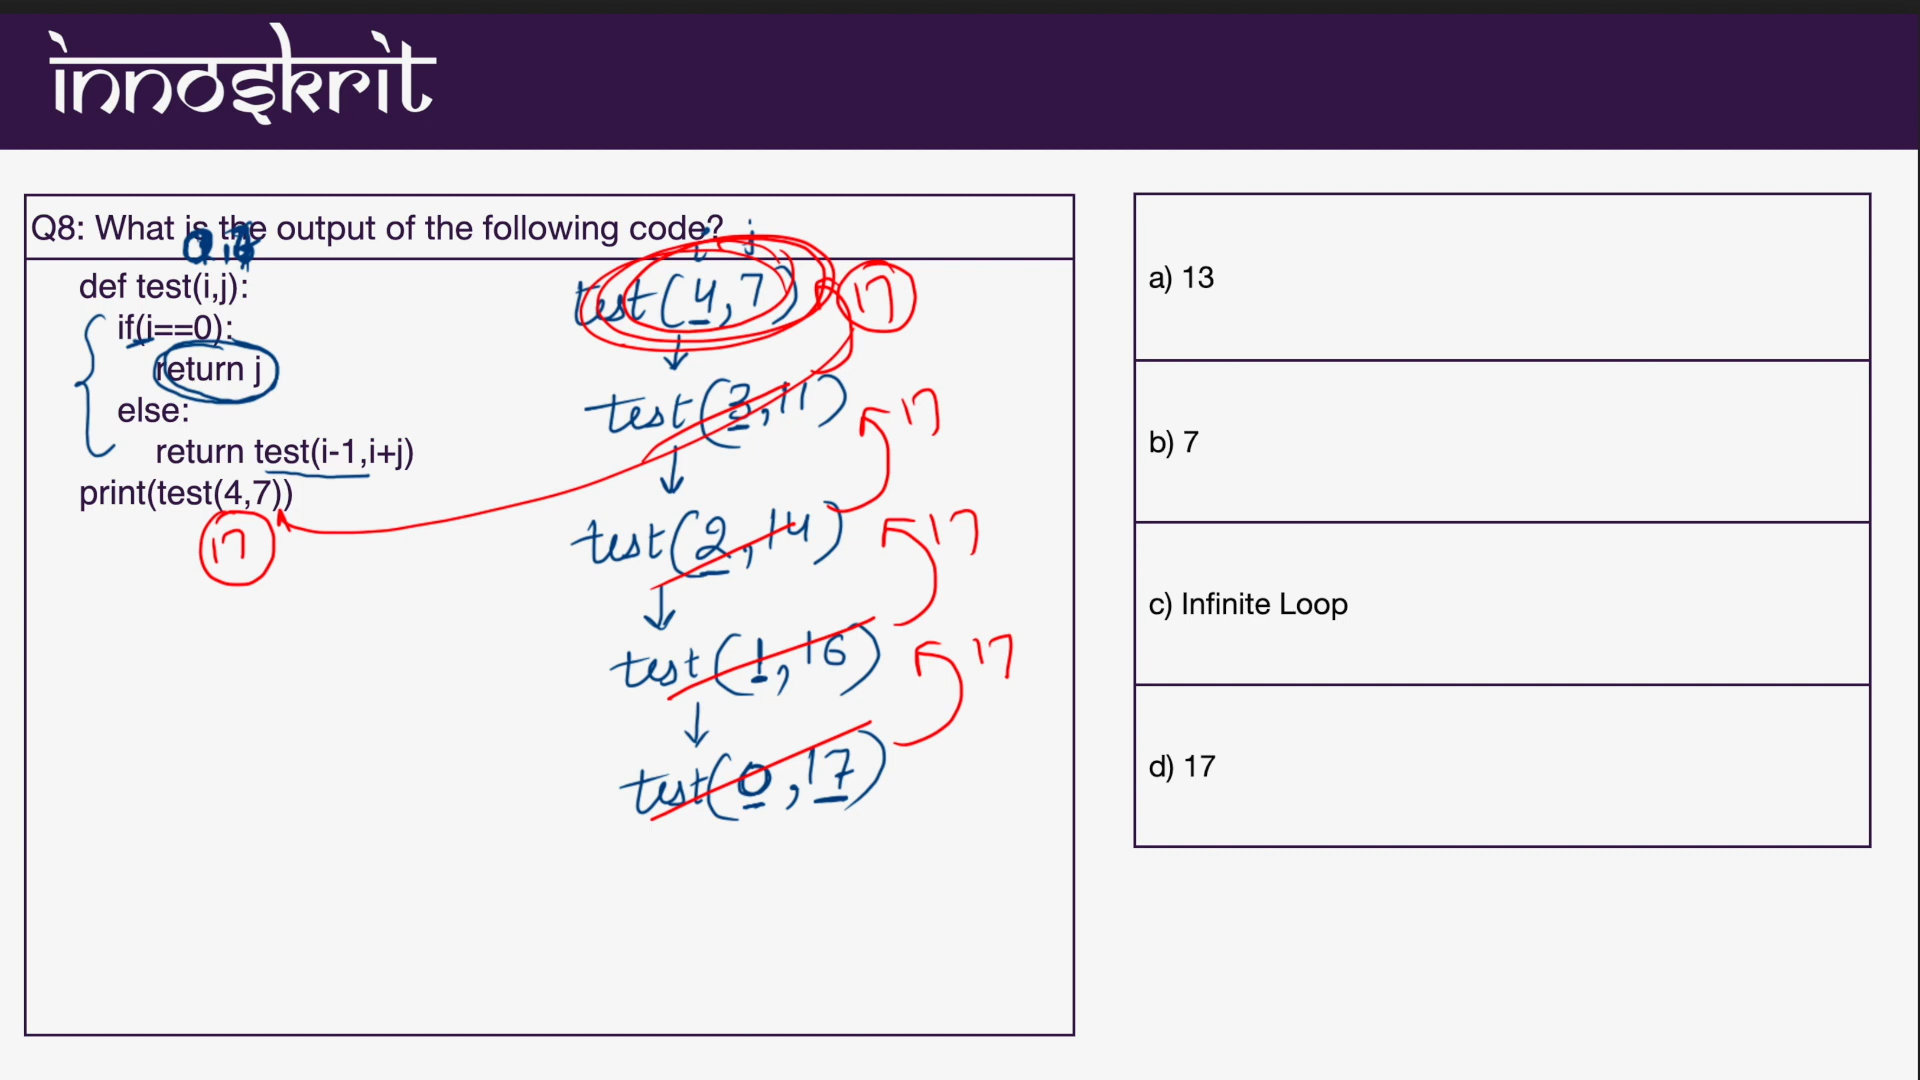 innoskrit
Q8: What is the output of the following code?
def test(i,j):
if(i==0):
return j
else:
return test(i-1,i+j)
print(test(4,7))
17
i j
test(4,7) 17
test(3,11) 17
test(2,14) 17
test(1,16) 17
test(0,17)
a) 13
b) 7
c) Infinite Loop
d) 17